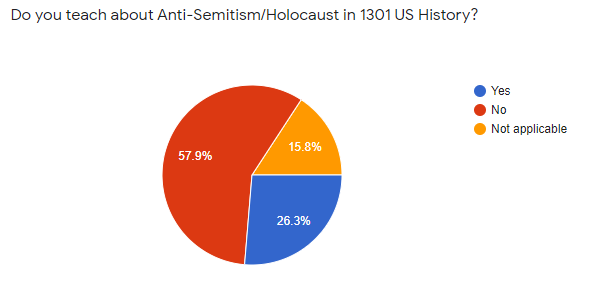 Do you teach about Anti-Semitism/Holocaust in 1301 US History?
Yes
No
Not applicable
57.9%
15.8%
26.3%